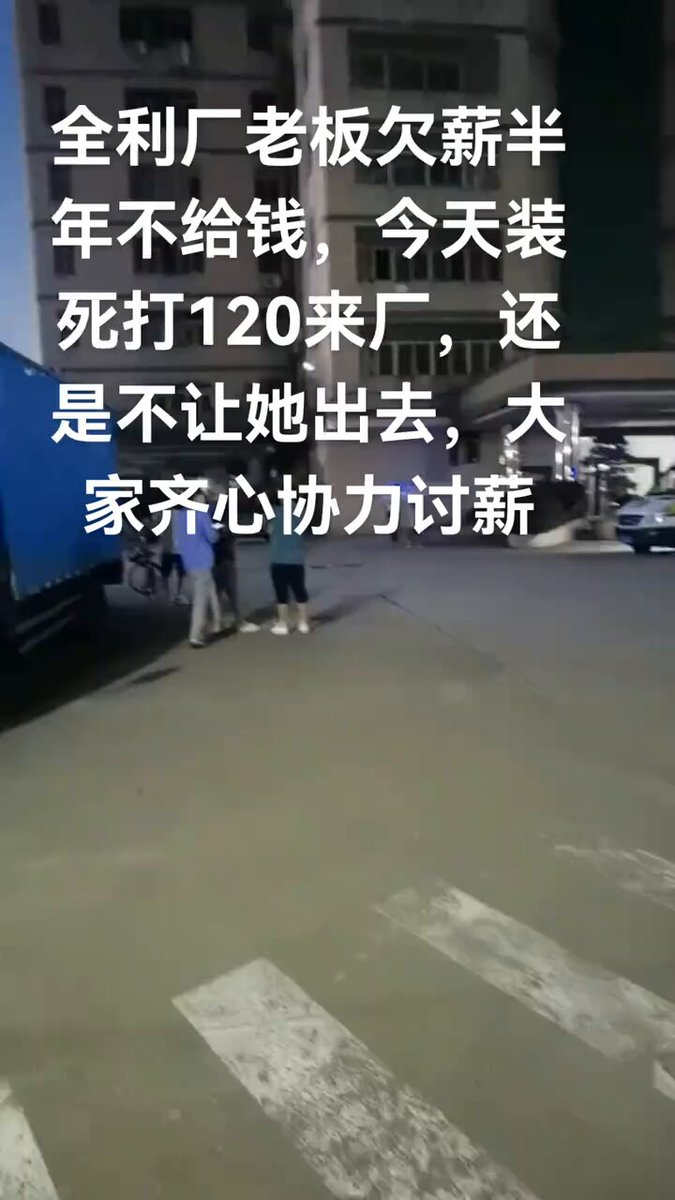 全利厂老板欠薪半
年不给钱，今天装
死打120来厂，还
是不让她出去，大
家齐心协力讨薪